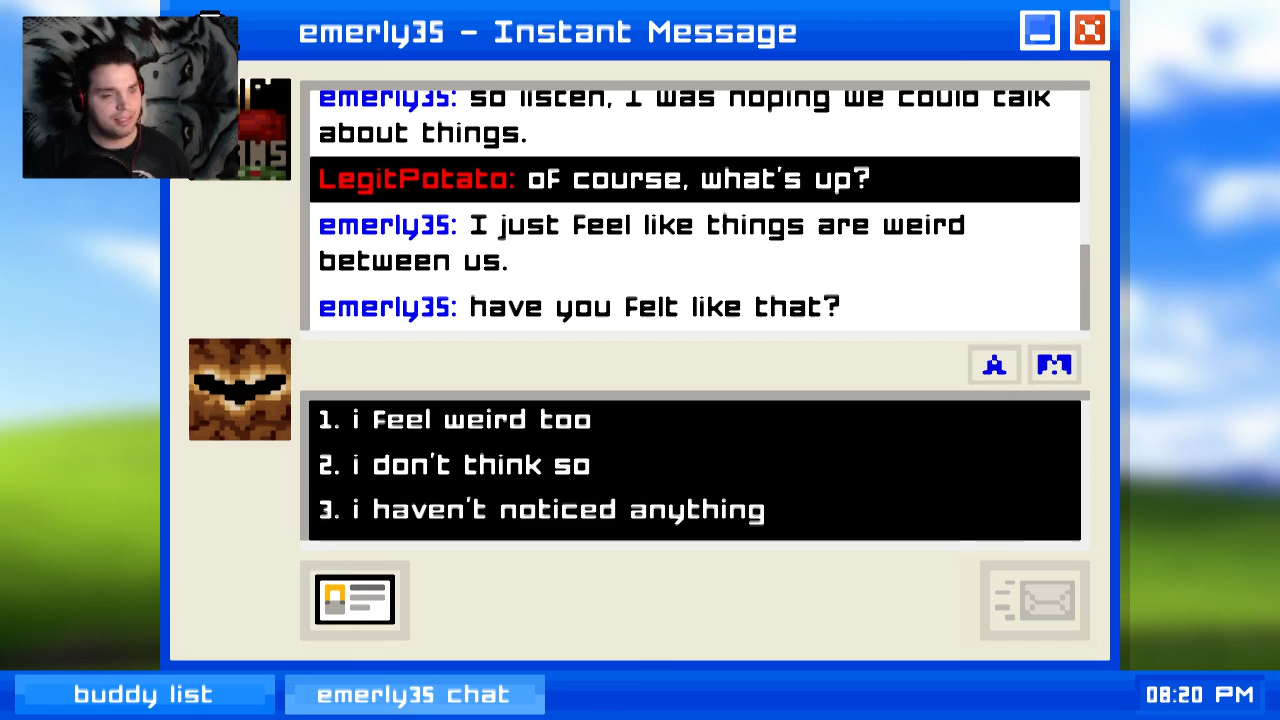 emerly35 - Instant Message
emerly35: so listen, I was hoping we could talk
about things.
LegitPotato: of course, what's up?
emerly35: I just feel like things are weird
between us.
emerly35: have you felt like that?
A
1. i feel weird too
2. i don't think so
3. i haven't noticed anything
buddy list
emerly35 chat
08:20 PM